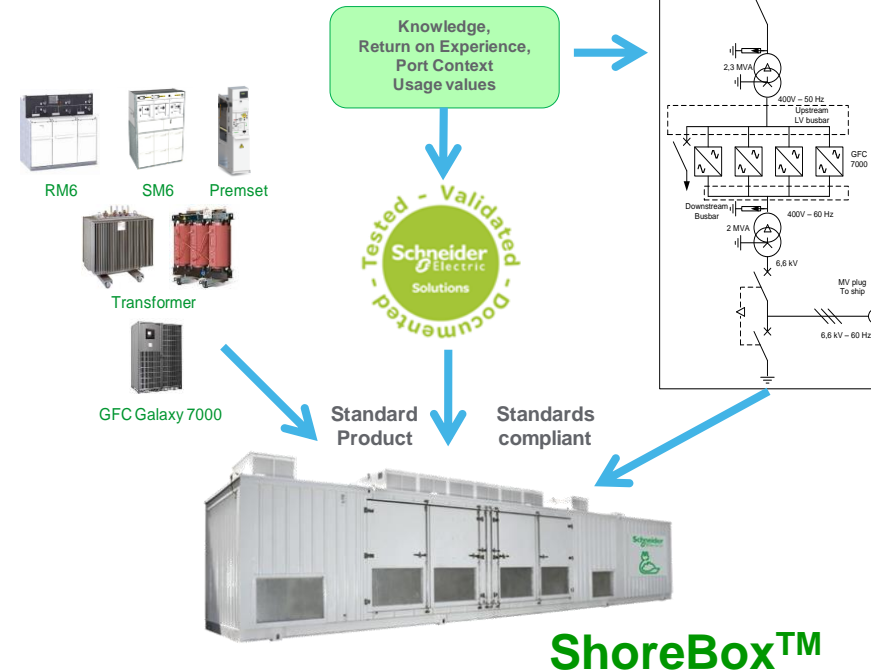 Knowledge,
Return on Experience,
Port Context
Usage values
2,3 MVA
400V – 50 Hz
Upstream
LV busbar
GFC
7000
Downstream
Busbar
400V – 60 Hz
2 MVA
6,6 kV
MV plug
To ship
6,6 kV – 60 Hz
RM6
SM6
Premset
Transformer
GFC Galaxy 7000
Tested - Validated - Documented -
Schneider
Electric
Solutions
Standard
Product
Standards
compliant
Schneider
Electric
ShoreBox™